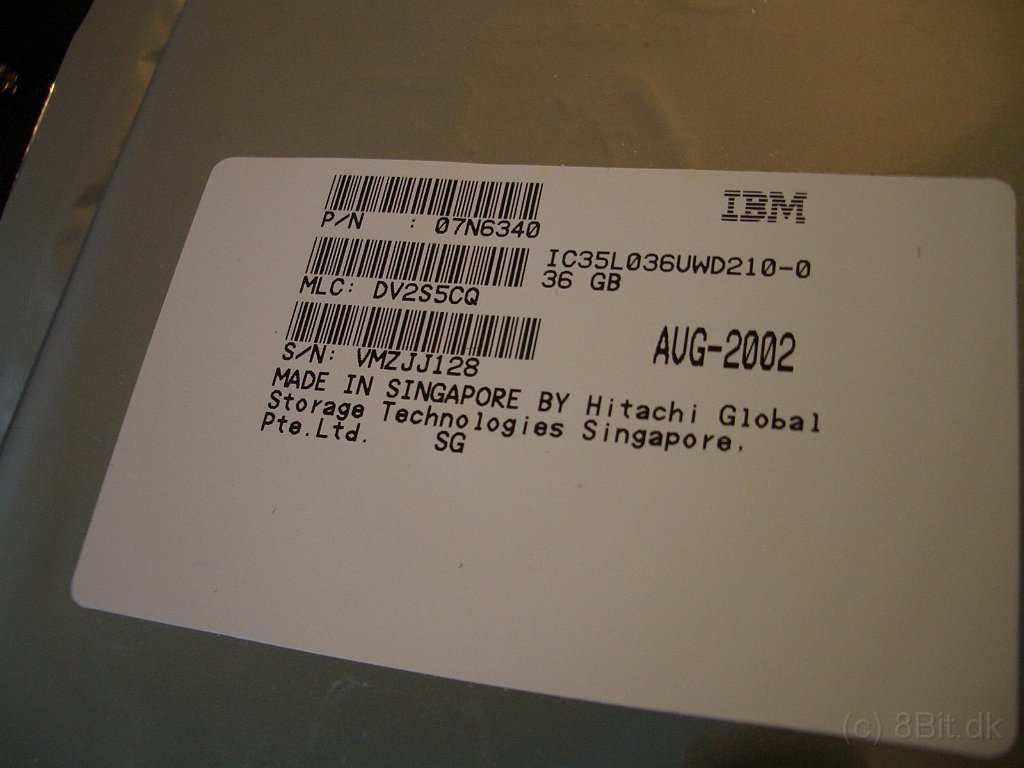 P/N : 07N6340
IBM
MLC: DV2S5CQ
IC35L036UWD210-0
36 GB
S/N: VMZJJ128
AUG-2002
MADE IN SINGAPORE BY Hitachi Global
Storage Technologies Singapore.
Pte.Ltd. SG
(c) 8Bit.dk